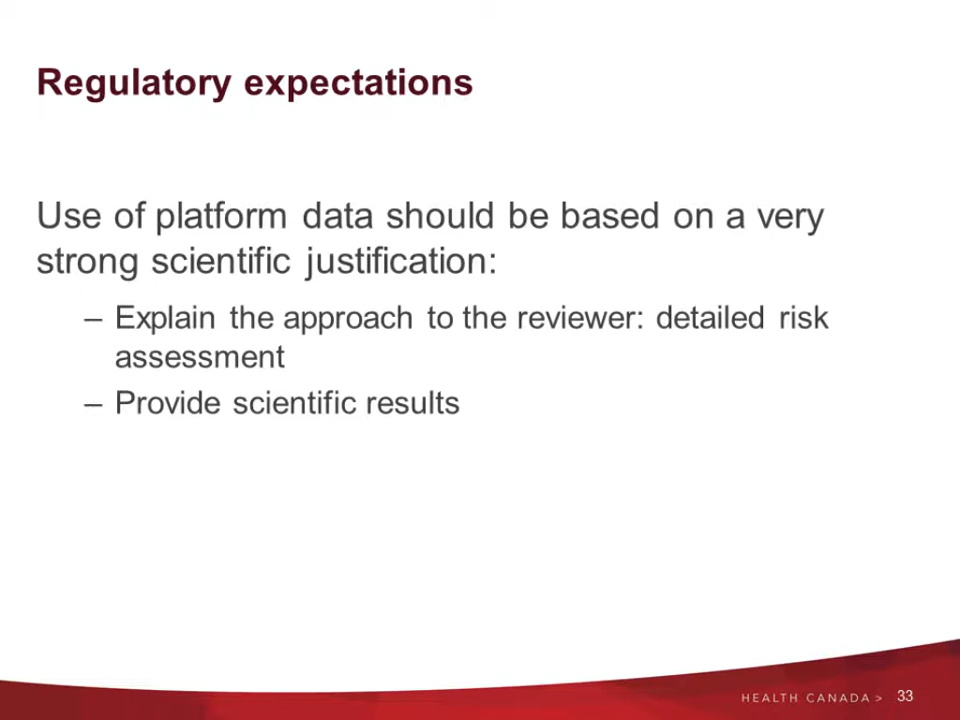 Regulatory expectations
Use of platform data should be based on a very
strong scientific justification:
– Explain the approach to the reviewer: detailed risk
assessment
– Provide scientific results
HEALTH CANADA > 33